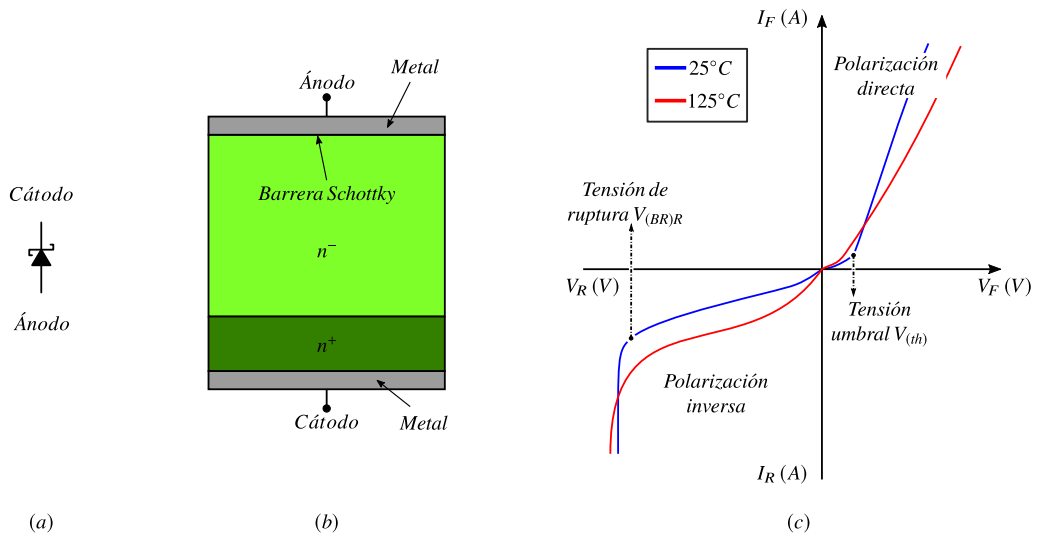 Cátodo
Ánodo
(a)
Metal
Ánodo
Barrera Schottky
n⁻
n⁺
Cátodo
Metal
(b)
I_F (A)
25°C
125°C
Polarización
directa
Tensión de
ruptura V_(BR)R
V_R (V)
V_F (V)
Tensión
umbral V_(th)
Polarización
inversa
I_R (A)
(c)